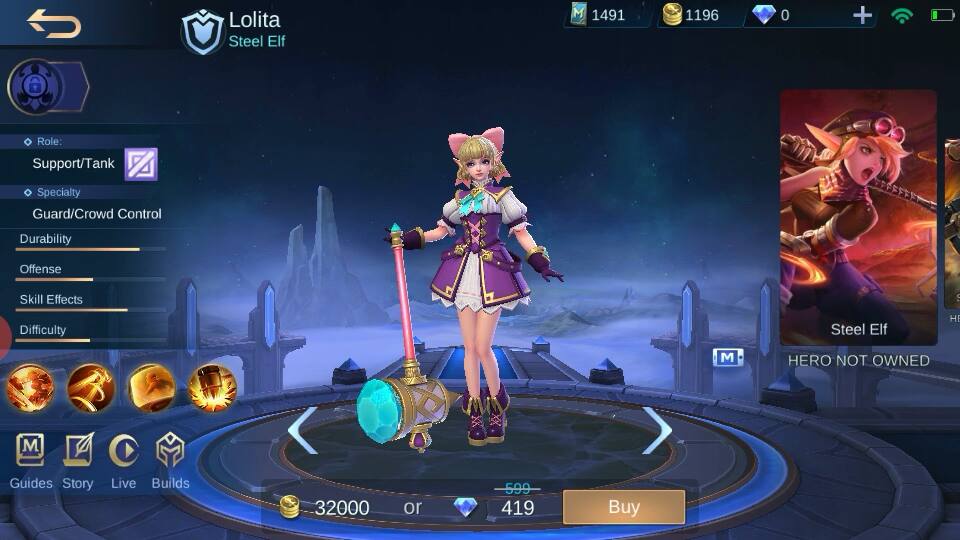 Lolita
Steel Elf
1491
1196
0
Role:
Support/Tank
Specialty
Guard/Crowd Control
Durability
Offense
Skill Effects
Difficulty
Guides
Story
Live
Builds
M
Steel Elf
HERO NOT OWNED
32000 or 599 419
Buy